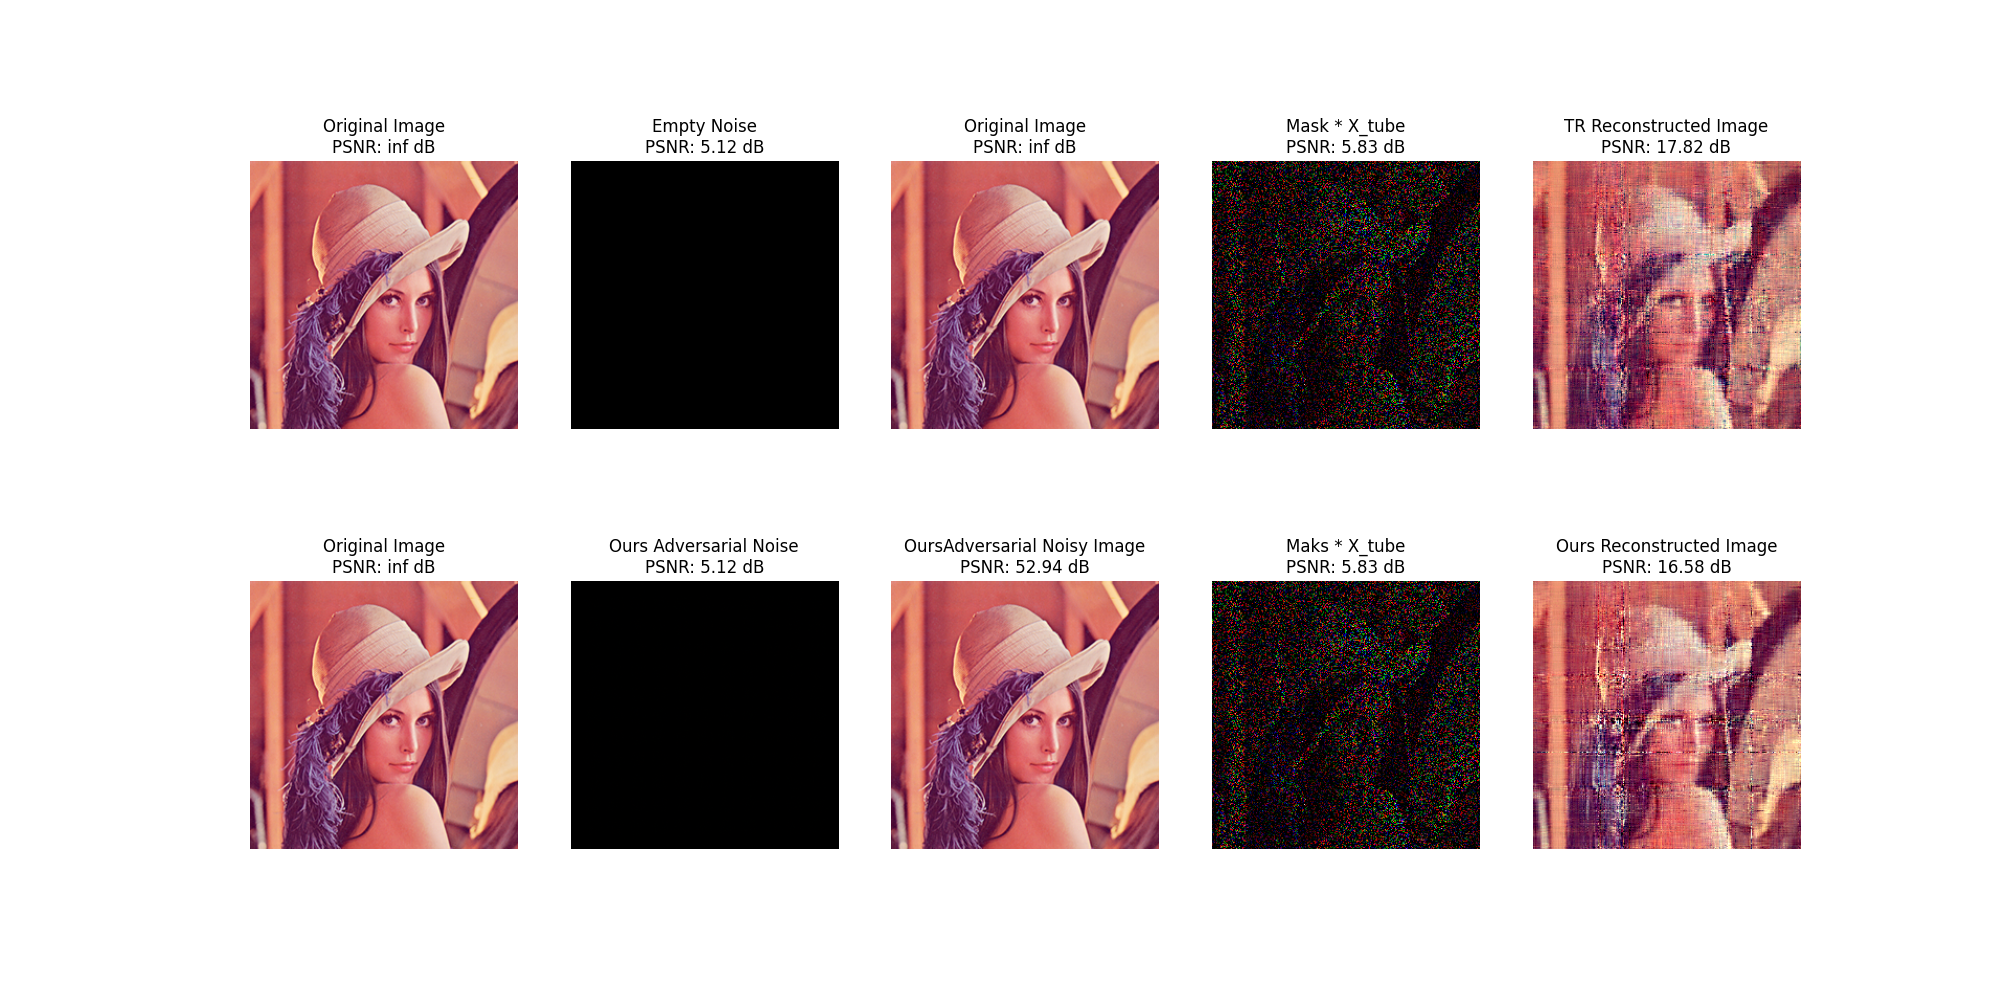 Original Image
PSNR: inf dB
Empty Noise
PSNR: 5.12 dB
Original Image
PSNR: inf dB
Mask * X_tube
PSNR: 5.83 dB
TR Reconstructed Image
PSNR: 17.82 dB
Original Image
PSNR: inf dB
Ours Adversarial Noise
PSNR: 5.12 dB
OursAdversarial Noisy Image
PSNR: 52.94 dB
Maks * X_tube
PSNR: 5.83 dB
Ours Reconstructed Image
PSNR: 16.58 dB